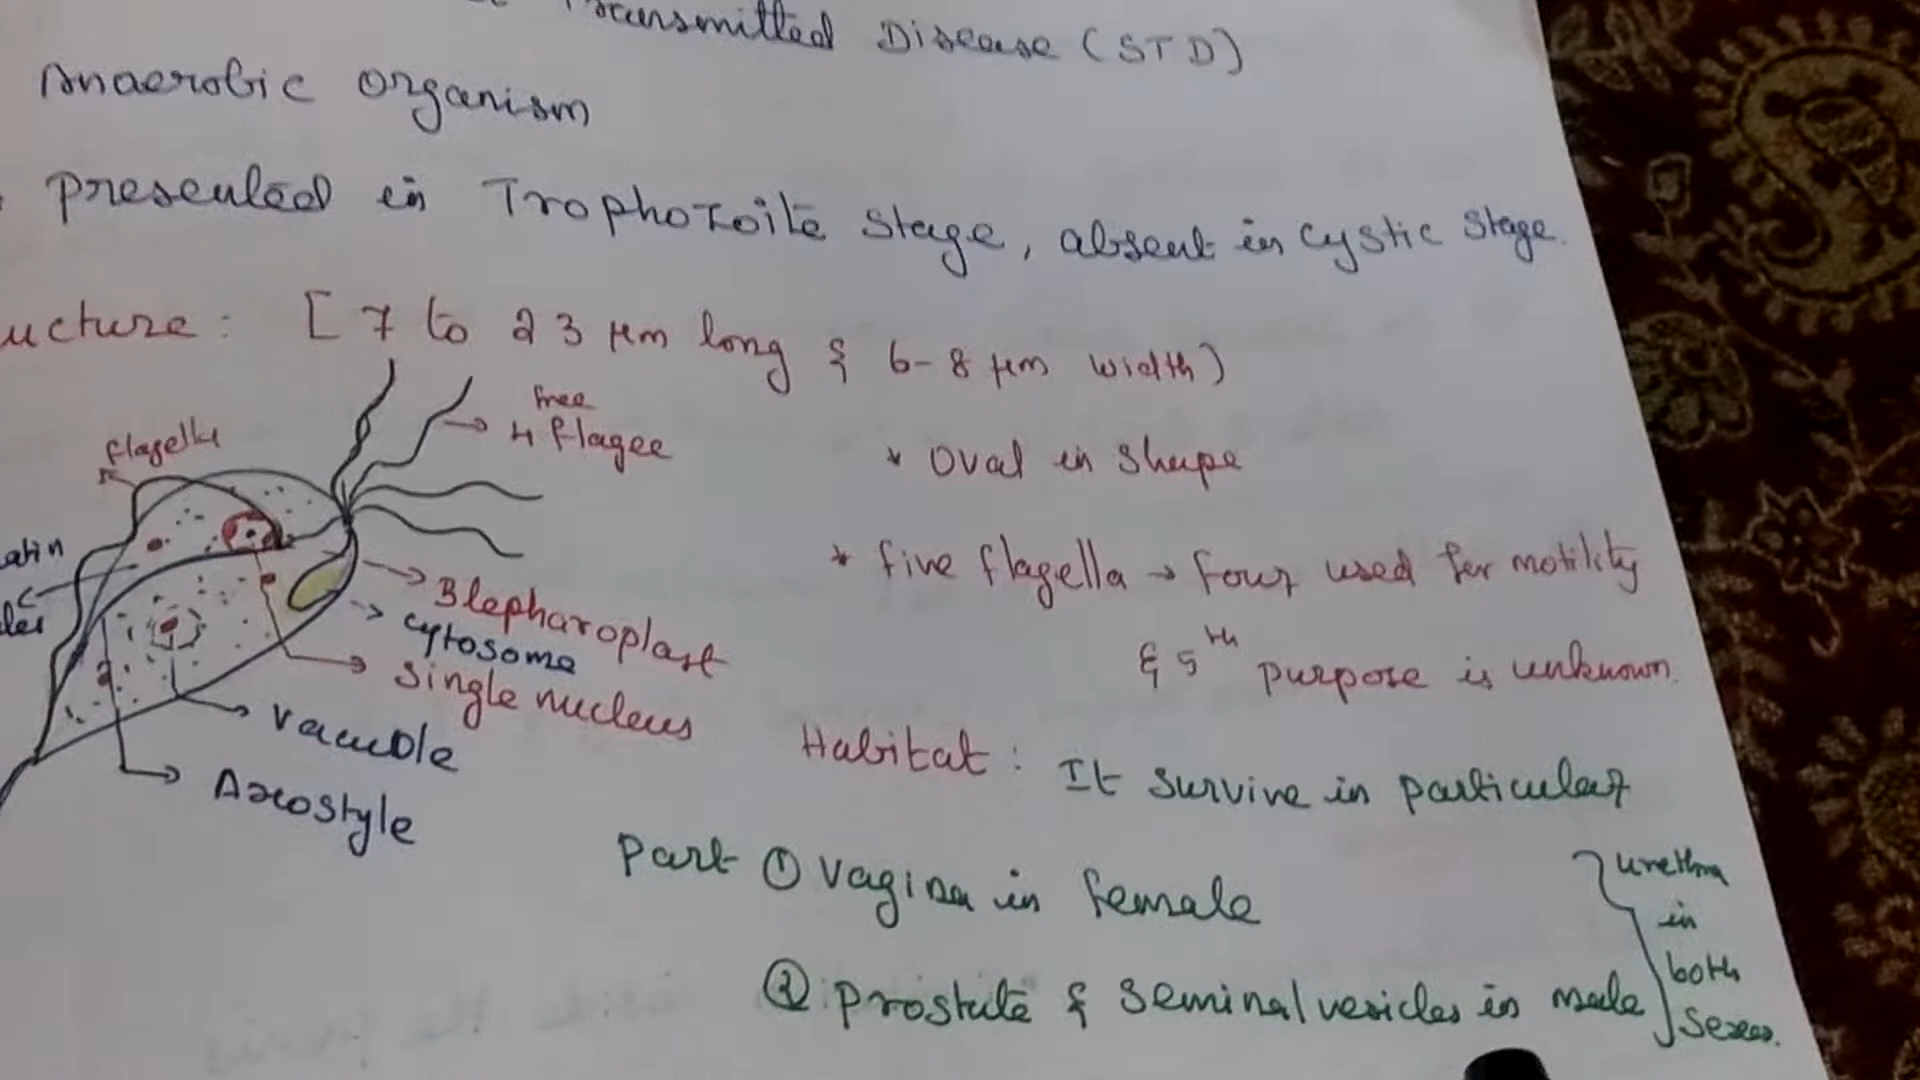 Transmitted Disease (STD)
Anaerobic organism
Presented in Trophozoite stage, absent in cystic stage.
ucture: [7 to 23 µm long & 6-8 µm width)
flagella
free
4 flagee
* Oval in shape
atin
* five flagella → four used for motility
& 5th purpose is unknown.
Blepharoplast
cytosome
single nucleus
Vacuole
Axostyle
Habitat: It survive in particular
Part ① Vagina in female
② Prostate & Seminal vesicles in male
urethra
in
both
Sexes.